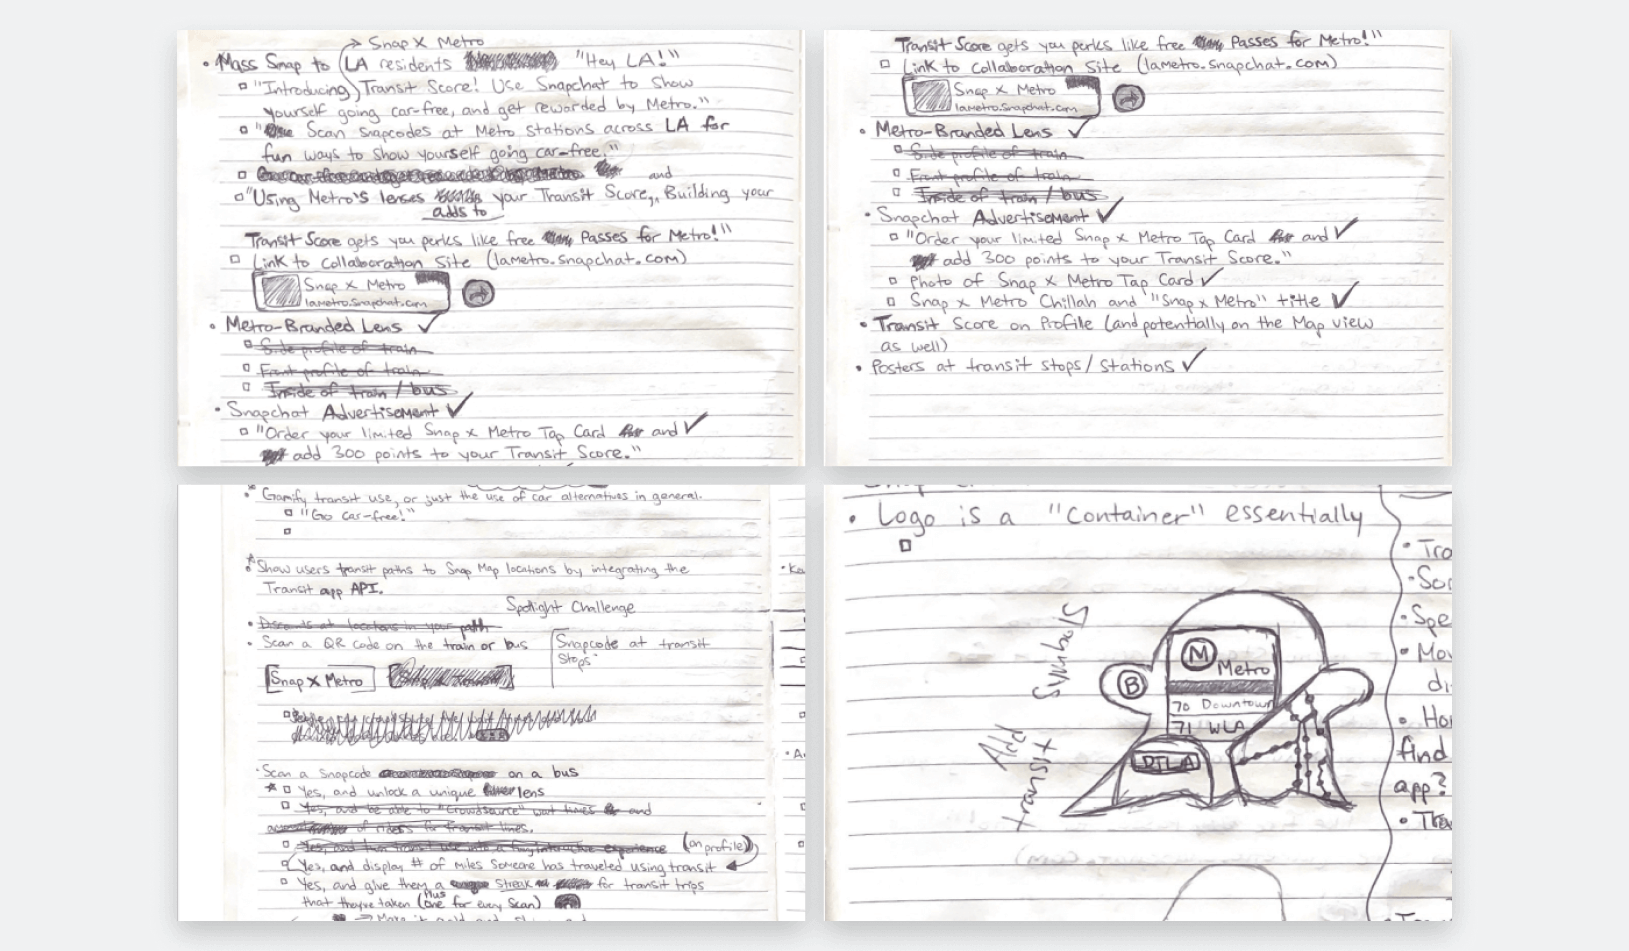 → Snap X Metro
• Mass Snap to LA residents "Hey LA!"
▫ "Introducing Transit Score! Use Snapchat to show
yourself going car-free, and get rewarded by Metro."
▫ " Scan snapcodes at Metro stations across LA for
fun ways to show yourself going car-free."
▫ and
▫ "Using Metro's lenses adds to your Transit Score, Building your
Transit Score gets you perks like free Passes for Metro!"
▫ Link to Collaboration Site (lametro.snapchat.com)
Snap X Metro
lametro.snapchat.com
• Metro-Branded Lens ✓
▫ Side profile of train
▫ Front profile of train
▫ Inside of train / bus
• Snapchat Advertisement ✓
▫ "Order your limited Snap x Metro Tap Card and ✓
add 300 points to your Transit Score."
Transit Score gets you perks like free Passes for Metro!"
▫ Link to Collaboration Site (lametro.snapchat.com)
Snap X Metro
lametro.snapchat.com
• Metro-Branded Lens ✓
▫ Side profile of train
▫ Front profile of train
▫ Inside of train / bus
• Snapchat Advertisement ✓
▫ "Order your limited Snap x Metro Tap Card and ✓
add 300 points to your Transit Score."
▫ Photo of Snap x Metro Tap Card ✓
▫ Snap x Metro Chillah and "Snap x Metro" title ✓
• Transit Score on Profile (and potentially on the Map view
as well)
• Posters at transit stops / stations ✓
• Gamify transit use, or just the use of car alternatives in general.
▫ "Go car-free!"
▫
• Show users transit paths to Snap Map locations by integrating the
Transit app API.
Spotlight Challenge
• Discounts at locations in your path
• Scan a QR code on the train or bus
Snapcode at transit
stops
Snap X Metro
• Scan a Snapcode on a bus
* ▫ Yes, and unlock a unique lens
▫ Yes, and be able to "crowdsource" wait times and
of riders for transit lines.
▫ Yes, and turn transit use into a fun/interactive experience (on profile)
▫ Yes, and display # of miles someone has traveled using transit
▫ Yes, and give them a streak for transit trips
that they've taken (plus one for every scan)
• Logo is a "container" essentially
▫
Add transit symbols
M
Metro
B
70 Downtown
71 WLA
DTLA
• Tra
• Soc
• Spe
• Mov
di
• Ho
find
app?